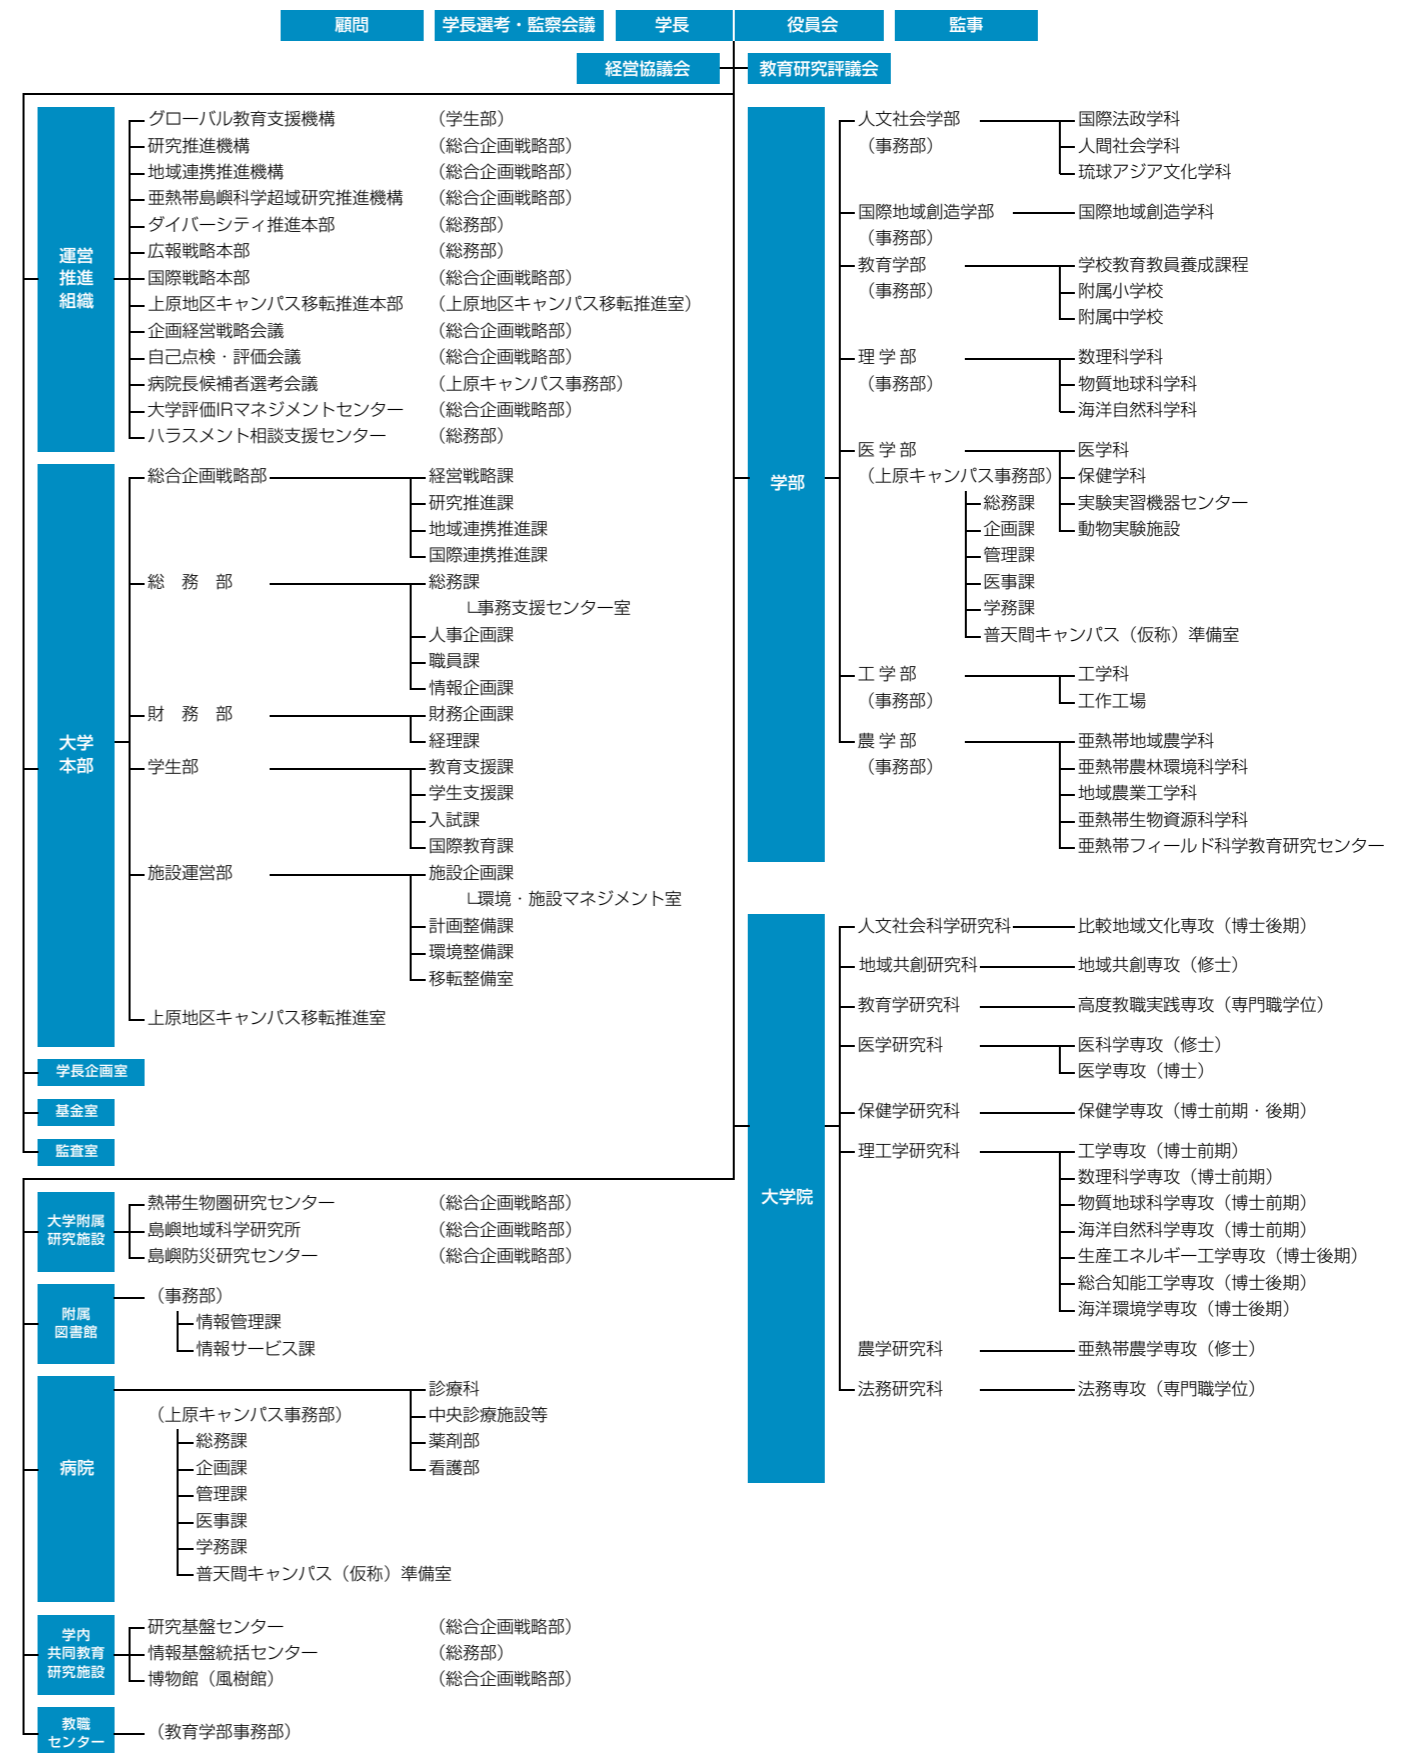 顧問
学長選考・監察会議
学長
役員会
監事
経営協議会
教育研究評議会
運営
推進
組織
グローバル教育支援機構 （学生部）
研究推進機構 （総合企画戦略部）
地域連携推進機構 （総合企画戦略部）
亜熱帯島嶼科学超域研究推進機構 （総合企画戦略部）
ダイバーシティ推進本部 （総務部）
広報戦略本部 （総務部）
国際戦略本部 （総合企画戦略部）
上原地区キャンパス移転推進本部 （上原地区キャンパス移転推進室）
企画経営戦略会議 （総合企画戦略部）
自己点検・評価会議 （総合企画戦略部）
病院長候補者選考会議 （上原キャンパス事務部）
大学評価IRマネジメントセンター （総合企画戦略部）
ハラスメント相談支援センター （総務部）
大学
本部
総合企画戦略部 経営戦略課
研究推進課
地域連携推進課
国際連携推進課
総 務 部 総務課
└事務支援センター室
人事企画課
職員課
情報企画課
財 務 部 財務企画課
経理課
学生部 教育支援課
学生支援課
入試課
国際教育課
施設運営部 施設企画課
└環境・施設マネジメント室
計画整備課
環境整備課
移転整備室
上原地区キャンパス移転推進室
学長企画室
基金室
監査室
大学附属
研究施設
熱帯生物圏研究センター （総合企画戦略部）
島嶼地域科学研究所 （総合企画戦略部）
島嶼防災研究センター （総合企画戦略部）
附属
図書館
（事務部）
情報管理課
情報サービス課
病院
診療科
（上原キャンパス事務部） 中央診療施設等
総務課 薬剤部
企画課 看護部
管理課
医事課
学務課
普天間キャンパス（仮称）準備室
学内
共同教育
研究施設
研究基盤センター （総合企画戦略部）
情報基盤統括センター （総務部）
博物館（風樹館） （総合企画戦略部）
教職
センター
（教育学部事務部）
学部
人文社会学部 国際法政学科
（事務部） 人間社会学科
琉球アジア文化学科
国際地域創造学部 国際地域創造学科
（事務部）
教育学部 学校教育教員養成課程
（事務部） 附属小学校
附属中学校
理 学 部 数理科学科
（事務部） 物質地球科学科
海洋自然科学科
医 学 部 医学科
（上原キャンパス事務部） 保健学科
総務課 実験実習機器センター
企画課 動物実験施設
管理課
医事課
学務課
普天間キャンパス（仮称）準備室
工 学 部 工学科
（事務部） 工作工場
農 学 部 亜熱帯地域農学科
（事務部） 亜熱帯農林環境科学科
地域農業工学科
亜熱帯生物資源科学科
亜熱帯フィールド科学教育研究センター
大学院
人文社会科学研究科 比較地域文化専攻（博士後期）
地域共創研究科 地域共創専攻（修士）
教育学研究科 高度教職実践専攻（専門職学位）
医学研究科 医科学専攻（修士）
医学専攻（博士）
保健学研究科 保健学専攻（博士前期・後期）
理工学研究科 工学専攻（博士前期）
数理科学専攻（博士前期）
物質地球科学専攻（博士前期）
海洋自然科学専攻（博士前期）
生産エネルギー工学専攻（博士後期）
総合知能工学専攻（博士後期）
海洋環境学専攻（博士後期）
農学研究科 亜熱帯農学専攻（修士）
法務研究科 法務専攻（専門職学位）